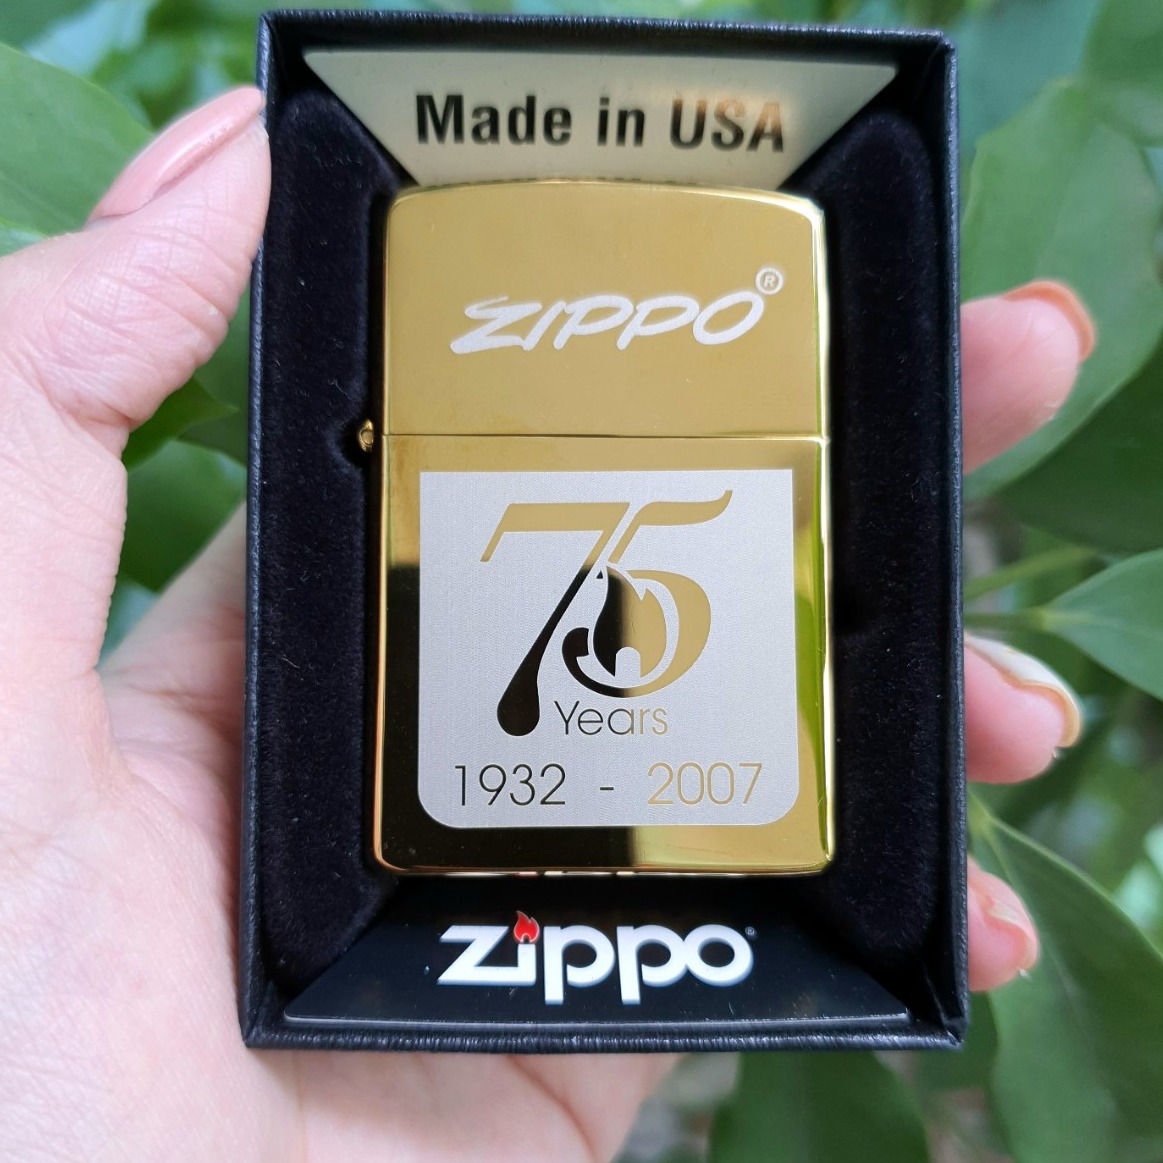 Made in USA
ZIPPO®
75
Years
1932 - 2007
zippo®